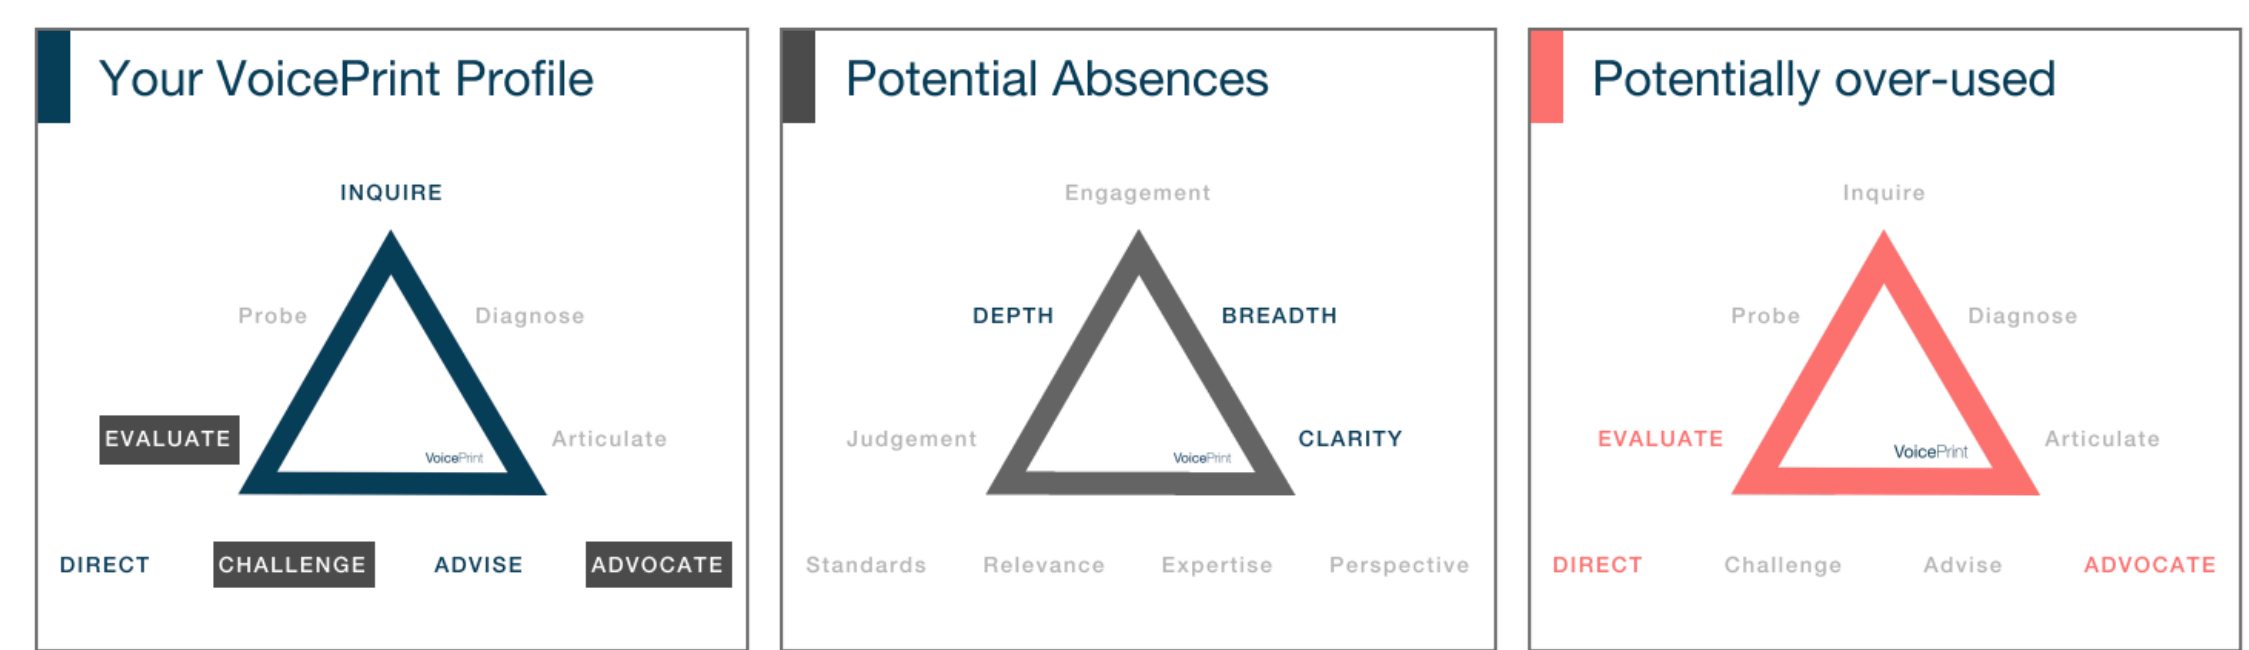 Your VoicePrint Profile
INQUIRE
Probe
Diagnose
EVALUATE
Articulate
VoicePrint
DIRECT
CHALLENGE
ADVISE
ADVOCATE
Potential Absences
Engagement
DEPTH
BREADTH
Judgement
CLARITY
VoicePrint
Standards
Relevance
Expertise
Perspective
Potentially over-used
Inquire
Probe
Diagnose
EVALUATE
Articulate
VoicePrint
DIRECT
Challenge
Advise
ADVOCATE